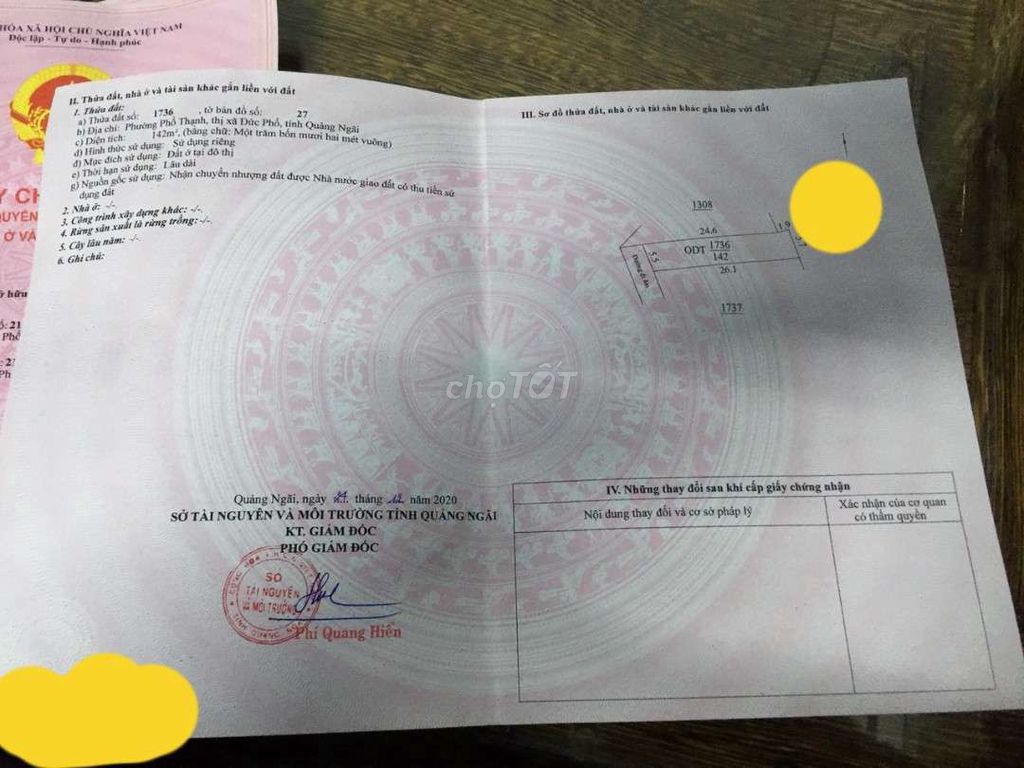 HÒA XÃ HỘI CHỦ NGHĨA VIỆT NAM
Độc lập - Tự do - Hạnh phúc
II. Thửa đất, nhà ở và tài sản khác gắn liền với đất
1. Thửa đất:
a) Thửa đất số: 1736 , tờ bản đồ số: 27
b) Địa chỉ: Phường Phổ Thạnh, thị xã Đức Phổ, tỉnh Quảng Ngãi
c) Diện tích: 142m², (bằng chữ: Một trăm bốn mươi hai mét vuông)
d) Hình thức sử dụng: Sử dụng riêng
đ) Mục đích sử dụng: Đất ở tại đô thị
e) Thời hạn sử dụng: Lâu dài
g) Nguồn gốc sử dụng: Nhận chuyển nhượng đất được Nhà nước giao đất có thu tiền sử
dụng đất
2. Nhà ở: -/-.
3. Công trình xây dựng khác: -/-.
4. Rừng sản xuất là rừng trồng: -/-.
5. Cây lâu năm: -/-.
6. Ghi chú:
Quảng Ngãi, ngày 29 tháng 12 năm 2020
SỞ TÀI NGUYÊN VÀ MÔI TRƯỜNG TỈNH QUẢNG NGÃI
KT. GIÁM ĐỐC
PHÓ GIÁM ĐỐC
SỞ
TÀI NGUYÊN
VÀ MÔI TRƯỜNG
TỈNH QUẢNG NGÃI
Phí Quang Hiển
III. Sơ đồ thửa đất, nhà ở và tài sản khác gắn liền với đất
1308
24.6
1.9
ODT 1736
142
5.5
26.1
1737
chợTỐT
IV. Những thay đổi sau khi cấp giấy chứng nhận
Nội dung thay đổi và cơ sở pháp lý
Xác nhận của cơ quan
có thẩm quyền